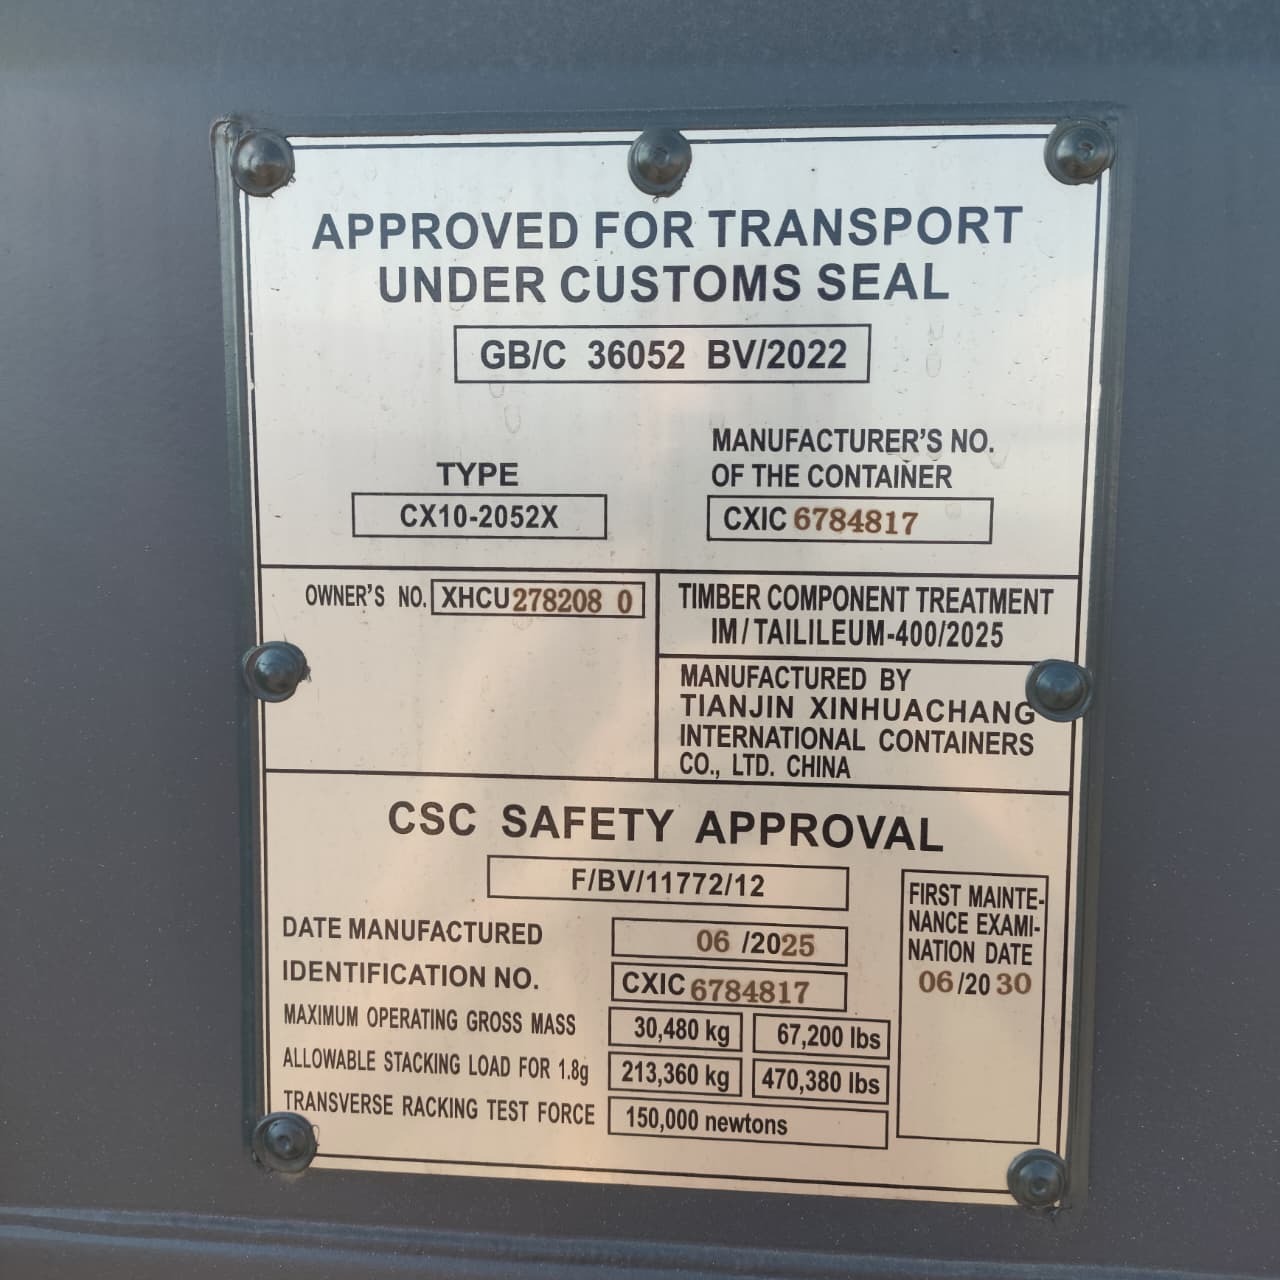 APPROVED FOR TRANSPORT
UNDER CUSTOMS SEAL
GB/C 36052 BV/2022
TYPE
CX10-2052X
MANUFACTURER'S NO.
OF THE CONTAINER
CXIC 6784817
OWNER'S NO. XHCU 278208 0
TIMBER COMPONENT TREATMENT
IM/TAILILEUM-400/2025
MANUFACTURED BY
TIANJIN XINHUACHANG
INTERNATIONAL CONTAINERS
CO., LTD. CHINA
CSC SAFETY APPROVAL
F/BV/11772/12
DATE MANUFACTURED 06/2025
IDENTIFICATION NO. CXIC 6784817
MAXIMUM OPERATING GROSS MASS 30,480 kg 67,200 lbs
ALLOWABLE STACKING LOAD FOR 1.8g 213,360 kg 470,380 lbs
TRANSVERSE RACKING TEST FORCE 150,000 newtons
FIRST MAINTE-
NANCE EXAMI-
NATION DATE
06/2030